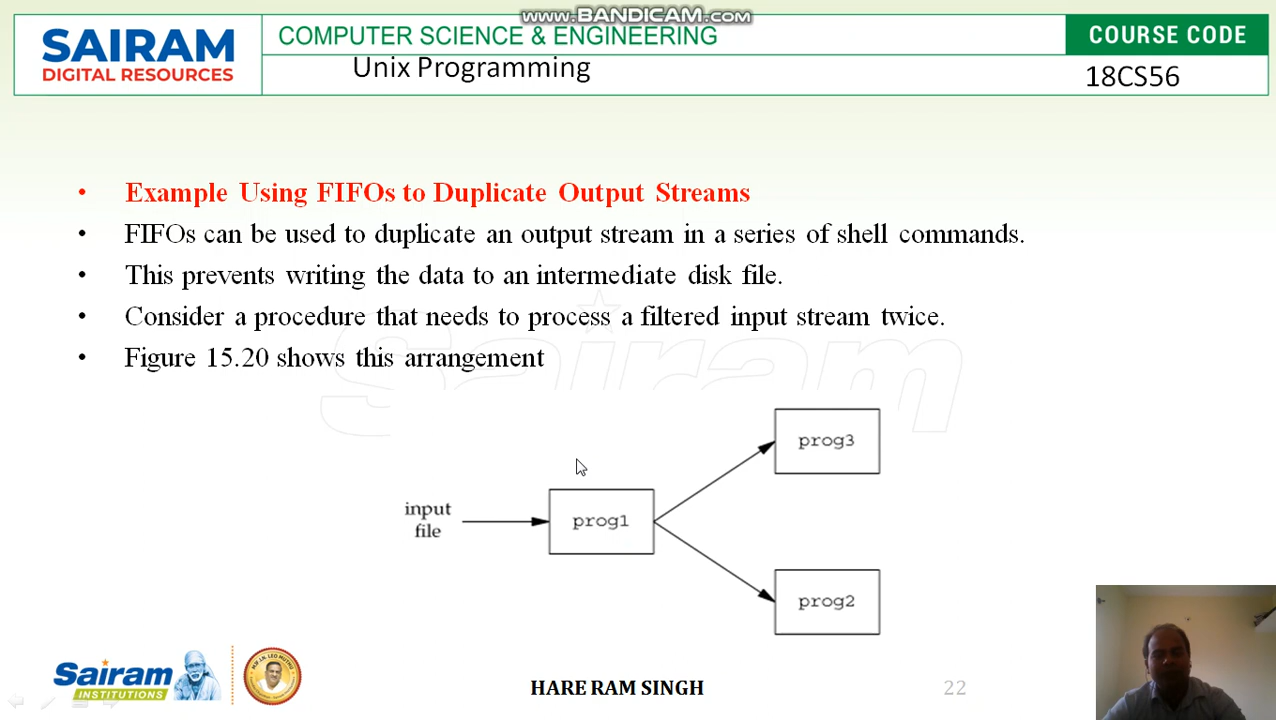 www.BANDICAM.com
SAIRAM
DIGITAL RESOURCES
COMPUTER SCIENCE & ENGINEERING
Unix Programming
COURSE CODE
18CS56
• Example Using FIFOs to Duplicate Output Streams
• FIFOs can be used to duplicate an output stream in a series of shell commands.
• This prevents writing the data to an intermediate disk file.
• Consider a procedure that needs to process a filtered input stream twice.
• Figure 15.20 shows this arrangement
Sairam
prog3
input
file
prog1
prog2
Sairam
INSTITUTIONS
HARE RAM SINGH
22